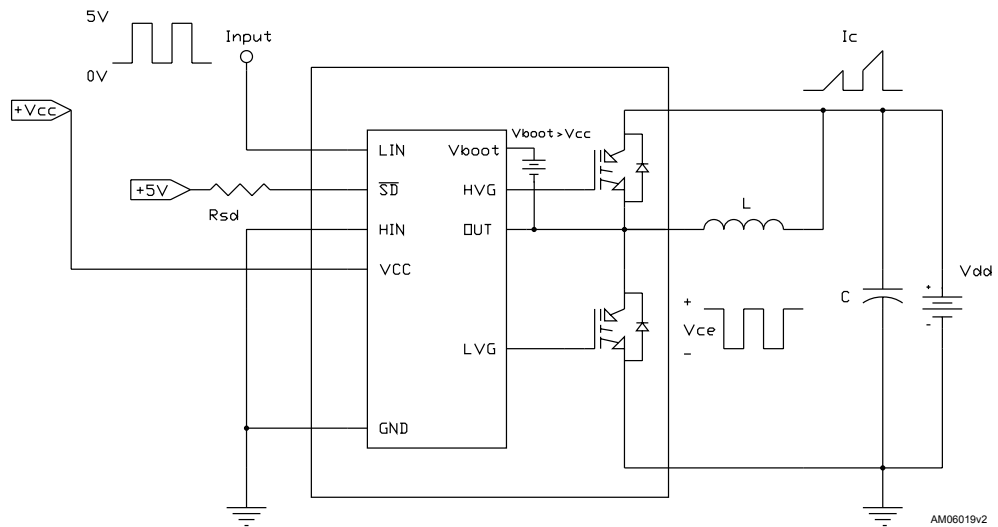 5V
0V
Input
Ic
+Vcc
Vboot>Vcc
LIN
Vboot
+5V
SD
HVG
Rsd
L
HIN
OUT
VCC
Vdd
+
C
+
-
Vce
-
LVG
GND
AM06019v2